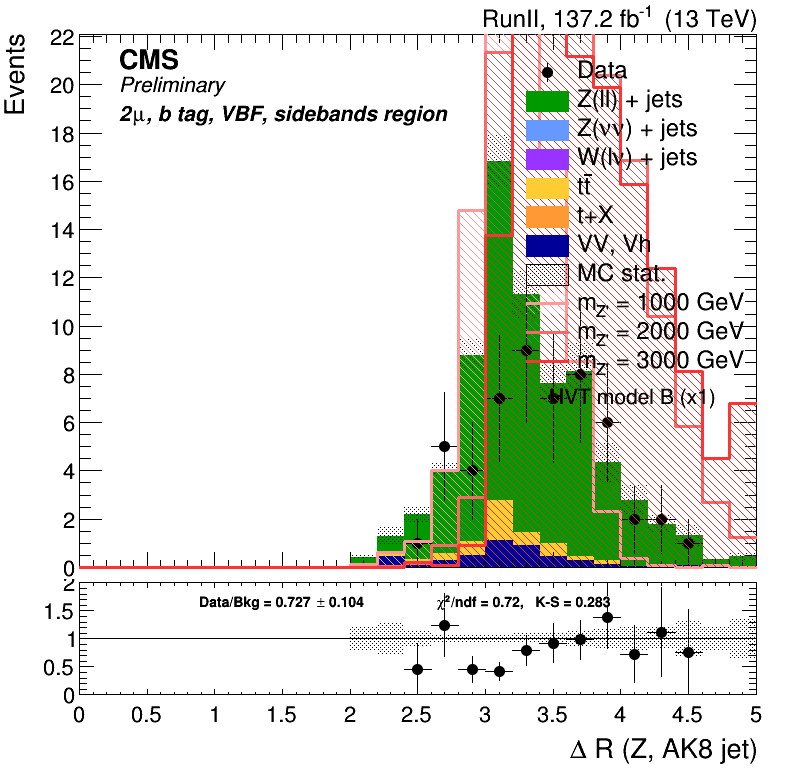 RunII, 137.2 fb-1 (13 TeV)
Events
CMS
Preliminary
2μ, b tag, VBF, sidebands region
Data
Z(ll) + jets
Z(νν) + jets
W(lν) + jets
tt̄
t+X
VV, Vh
MC stat.
mZ' = 1000 GeV
mZ' = 2000 GeV
mZ' = 3000 GeV
HVT model B (x1)
22
20
18
16
14
12
10
8
6
4
2
0
Data/Bkg = 0.727 ± 0.104 χ²/ndf = 0.72, K-S = 0.283
2
1.5
1
0.5
0
0 0.5 1 1.5 2 2.5 3 3.5 4 4.5 5
Δ R (Z, AK8 jet)